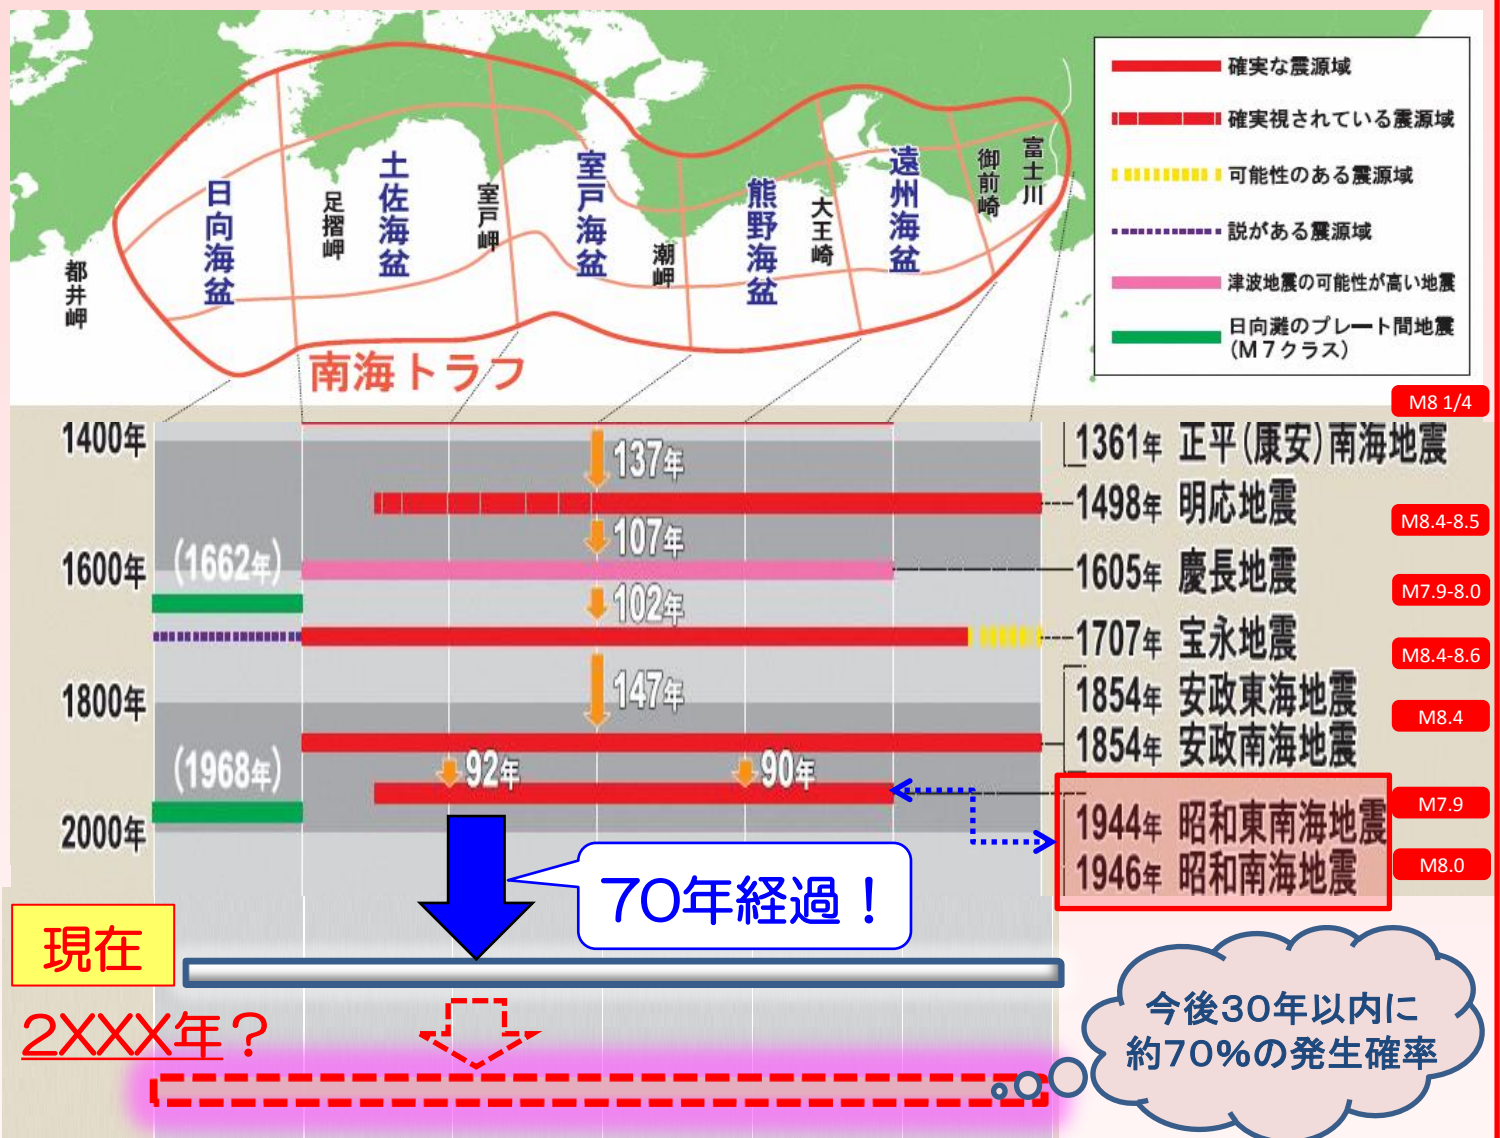 確実な震源域
確実視されている震源域
可能性のある震源域
説がある震源域
津波地震の可能性が高い地震
日向灘のプレート間地震
(M7クラス)
都井岬
日向海盆
足摺岬
土佐海盆
室戸岬
室戸海盆
潮岬
熊野海盆
大王崎
遠州海盆
御前崎
富士川
南海トラフ
M8 1/4
1400年
137年
1361年 正平(康安)南海地震
1498年 明応地震
M8.4-8.5
107年
1600年
(1662年)
1605年 慶長地震
M7.9-8.0
102年
1707年 宝永地震
M8.4-8.6
147年
1800年
1854年 安政東海地震
M8.4
1854年 安政南海地震
(1968年)
92年
90年
2000年
1944年 昭和東南海地震
M7.9
1946年 昭和南海地震
M8.0
70年経過！
現在
2XXX年？
今後30年以内に
約70%の発生確率